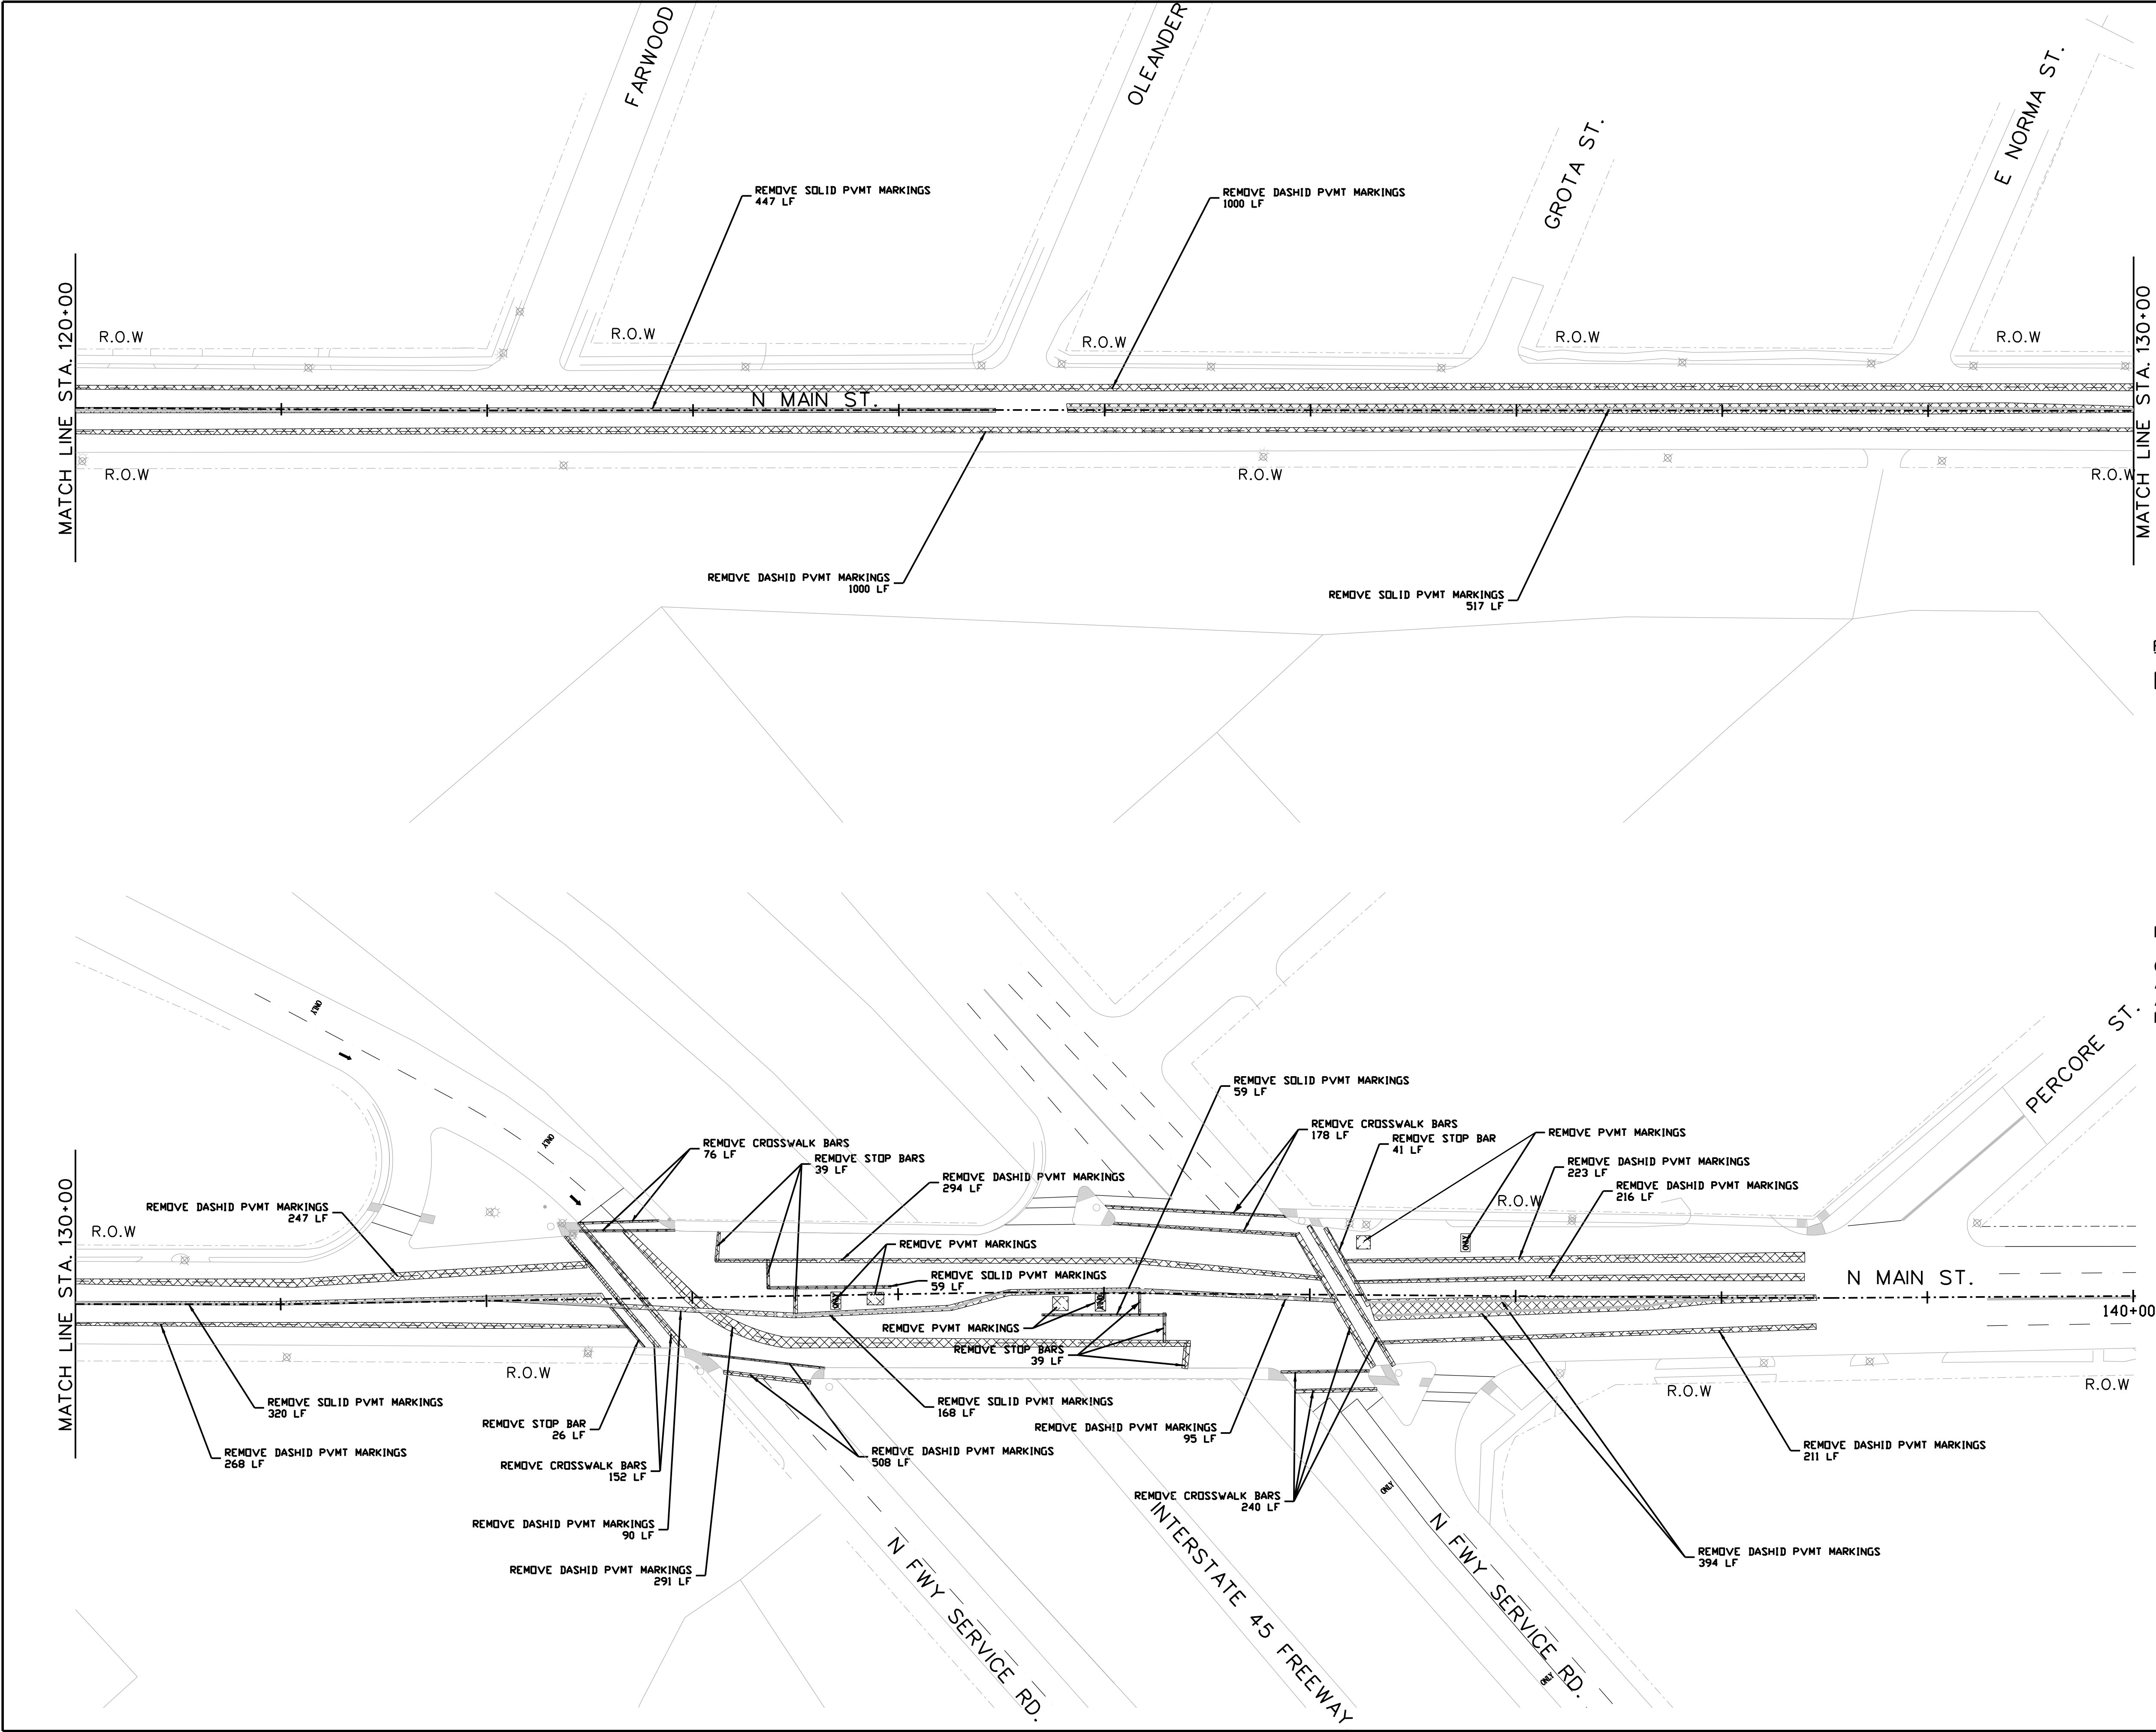 FARWOOD
OLEANDER
GROTA ST.
E NORMA ST.
REMOVE SOLID PVMT MARKINGS
447 LF
REMOVE DASHID PVMT MARKINGS
1000 LF
MATCH LINE STA. 120+00
MATCH LINE STA. 130+00
R.O.W
R.O.W
R.O.W
R.O.W
R.O.W
N MAIN ST.
R.O.W
R.O.W
R.O.W
REMOVE DASHID PVMT MARKINGS
1000 LF
REMOVE SOLID PVMT MARKINGS
517 LF
ONLY
ONLY
PERCORE ST.
REMOVE SOLID PVMT MARKINGS
59 LF
REMOVE CROSSWALK BARS
178 LF
REMOVE STOP BAR
41 LF
REMOVE PVMT MARKINGS
REMOVE CROSSWALK BARS
76 LF
REMOVE STOP BARS
39 LF
REMOVE DASHID PVMT MARKINGS
294 LF
REMOVE DASHID PVMT MARKINGS
223 LF
REMOVE DASHID PVMT MARKINGS
216 LF
MATCH LINE STA. 130+00
REMOVE DASHID PVMT MARKINGS
247 LF
R.O.W
R.O.W
REMOVE PVMT MARKINGS
ONLY
REMOVE SOLID PVMT MARKINGS
59 LF
N MAIN ST.
ONLY
ONLY
140+00
REMOVE PVMT MARKINGS
REMOVE STOP BARS
39 LF
R.O.W
R.O.W
R.O.W
REMOVE SOLID PVMT MARKINGS
320 LF
REMOVE SOLID PVMT MARKINGS
168 LF
REMOVE STOP BAR
26 LF
REMOVE DASHID PVMT MARKINGS
95 LF
REMOVE DASHID PVMT MARKINGS
268 LF
REMOVE DASHID PVMT MARKINGS
508 LF
REMOVE DASHID PVMT MARKINGS
211 LF
REMOVE CROSSWALK BARS
152 LF
REMOVE CROSSWALK BARS
240 LF
ONLY
REMOVE DASHID PVMT MARKINGS
90 LF
REMOVE DASHID PVMT MARKINGS
291 LF
REMOVE DASHID PVMT MARKINGS
394 LF
N FWY SERVICE RD.
INTERSTATE 45 FREEWAY
N FWY SERVICE RD.
ONLY